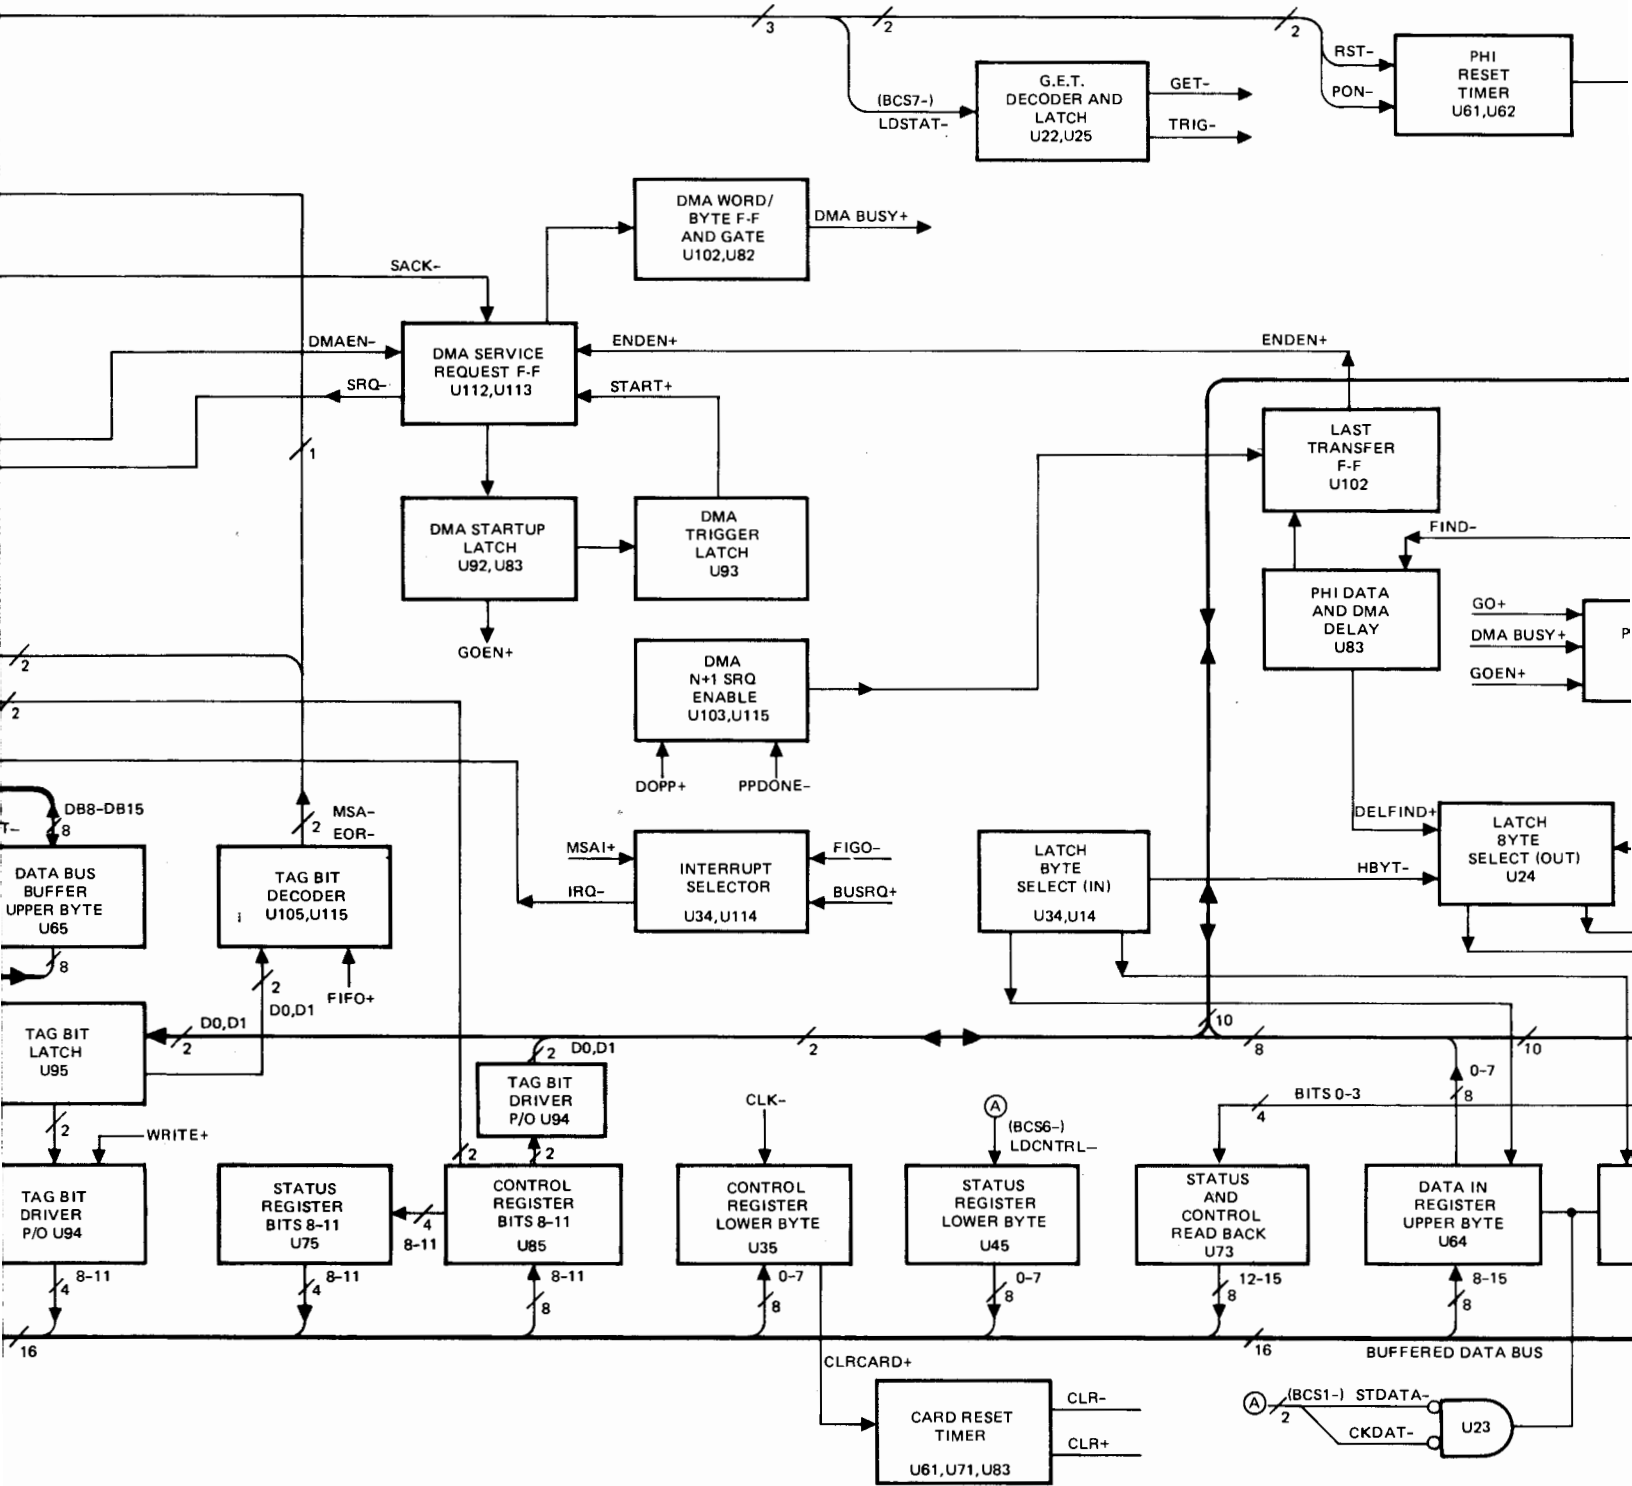 3
2
2
RST-
PON-
PHI
RESET
TIMER
U61,U62
(BCS7-)
LDSTAT-
G.E.T.
DECODER AND
LATCH
U22,U25
GET-
TRIG-
DMA WORD/
BYTE F-F
AND GATE
U102,U82
DMA BUSY+
SACK-
DMAEN-
SRQ-
DMA SERVICE
REQUEST F-F
U112,U113
ENDEN+
ENDEN+
START+
1
LAST
TRANSFER
F-F
U102
DMA STARTUP
LATCH
U92,U83
DMA
TRIGGER
LATCH
U93
GOEN+
FIND-
PHI DATA
AND DMA
DELAY
U83
GO+
DMA BUSY+
GOEN+
P
2
2
DMA
N+1 SRQ
ENABLE
U103,U115
DOPP+
PPDONE-
DB8-DB15
8
T-
2
MSA-
EOR-
DATA BUS
BUFFER
UPPER BYTE
U65
8
TAG BIT
DECODER
U105,U115
2
D0,D1
FIFO+
MSAI+
IRQ-
INTERRUPT
SELECTOR
U34,U114
FIGO-
BUSRQ+
LATCH
BYTE
SELECT (IN)
U34,U14
DELFIND+
HBYT-
LATCH
BYTE
SELECT (OUT)
U24
TAG BIT
LATCH
U95
D0,D1
2
2
D0,D1
2
10
8
10
TAG BIT
DRIVER
P/O U94
2
2
2
WRITE+
CLK-
A
(BCS6-)
LDCNTRL-
4
BITS 0-3
0-7
8
TAG BIT
DRIVER
P/O U94
STATUS
REGISTER
BITS 8-11
U75
4
8-11
CONTROL
REGISTER
BITS 8-11
U85
CONTROL
REGISTER
LOWER BYTE
U35
STATUS
REGISTER
LOWER BYTE
U45
STATUS
AND
CONTROL
READ BACK
U73
DATA IN
REGISTER
UPPER BYTE
U64
8-11
4
8-11
4
8-11
8
0-7
8
0-7
8
12-15
8
8-15
8
16
16
BUFFERED DATA BUS
CLRCARD+
CARD RESET
TIMER
U61,U71,U83
CLR-
CLR+
A
2
(BCS1-) STDATA-
CKDAT-
U23